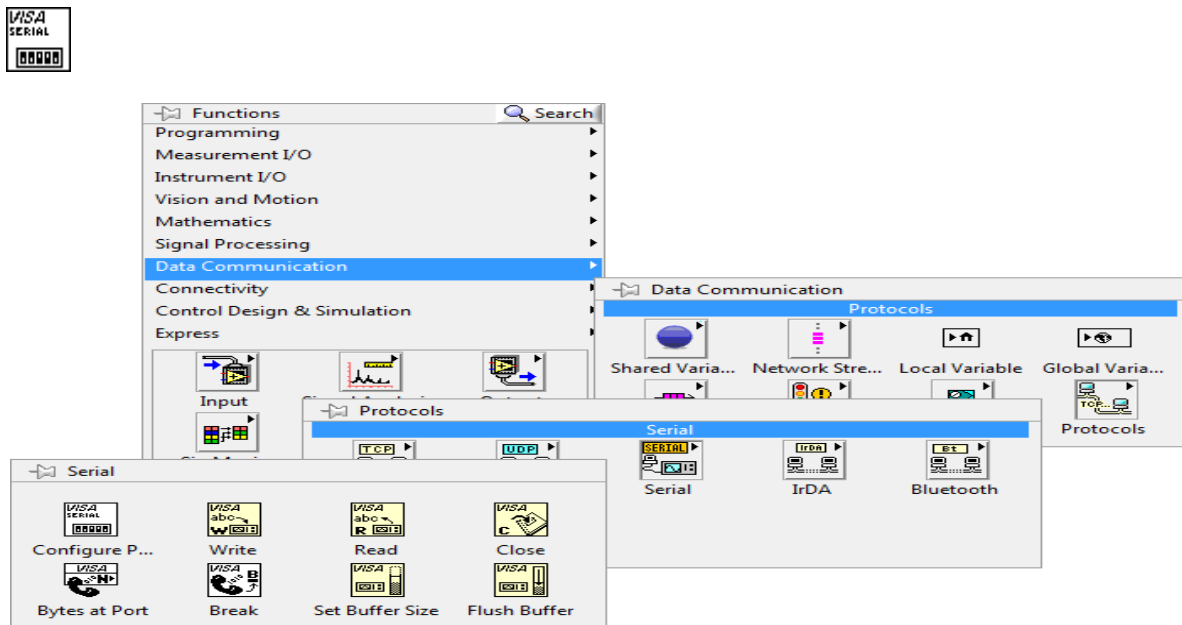 VISA
SERIAL
Functions
Search
Programming
Measurement I/O
Instrument I/O
Vision and Motion
Mathematics
Signal Processing
Data Communication
Connectivity
Control Design & Simulation
Express
Input
Data Communication
Protocols
Shared Varia...
Network Stre...
Local Variable
Global Varia...
TCP
Protocols
Protocols
Serial
TCP
UDP
SERIAL
IrDA
Bt
Serial
IrDA
Bluetooth
Serial
VISA
SERIAL
VISA
abc
W
VISA
abc
R
VISA
C
Configure P...
Write
Read
Close
VISA
N
VISA
B
VISA
VISA
Bytes at Port
Break
Set Buffer Size
Flush Buffer